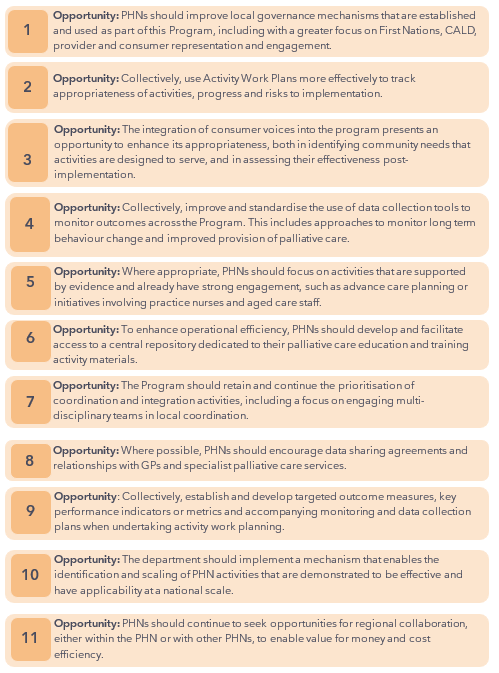 1
Opportunity: PHNs should improve local governance mechanisms that are established
and used as part of this Program, including with a greater focus on First Nations, CALD,
provider and consumer representation and engagement.
2
Opportunity: Collectively, use Activity Work Plans more effectively to track
appropriateness of activities, progress and risks to implementation.
3
Opportunity: The integration of consumer voices into the program presents an
opportunity to enhance its appropriateness, both in identifying community needs that
activities are designed to serve, and in assessing their effectiveness post-
implementation.
4
Opportunity: Collectively, improve and standardise the use of data collection tools to
monitor outcomes across the Program. This includes approaches to monitor long term
behaviour change and improved provision of palliative care.
5
Opportunity: Where appropriate, PHNs should focus on activities that are supported
by evidence and already have strong engagement, such as advance care planning or
initiatives involving practice nurses and aged care staff.
6
Opportunity: To enhance operational efficiency, PHNs should develop and facilitate
access to a central repository dedicated to their palliative care education and training
activity materials.
7
Opportunity: The Program should retain and continue the prioritisation of
coordination and integration activities, including a focus on engaging multi-
disciplinary teams in local coordination.
8
Opportunity: Where possible, PHNs should encourage data sharing agreements and
relationships with GPs and specialist palliative care services.
9
Opportunity: Collectively, establish and develop targeted outcome measures, key
performance indicators or metrics and accompanying monitoring and data collection
plans when undertaking activity work planning.
10
Opportunity: The department should implement a mechanism that enables the
identification and scaling of PHN activities that are demonstrated to be effective and
have applicability at a national scale.
11
Opportunity: PHNs should continue to seek opportunities for regional collaboration,
either within the PHN or with other PHNs, to enable value for money and cost
efficiency.